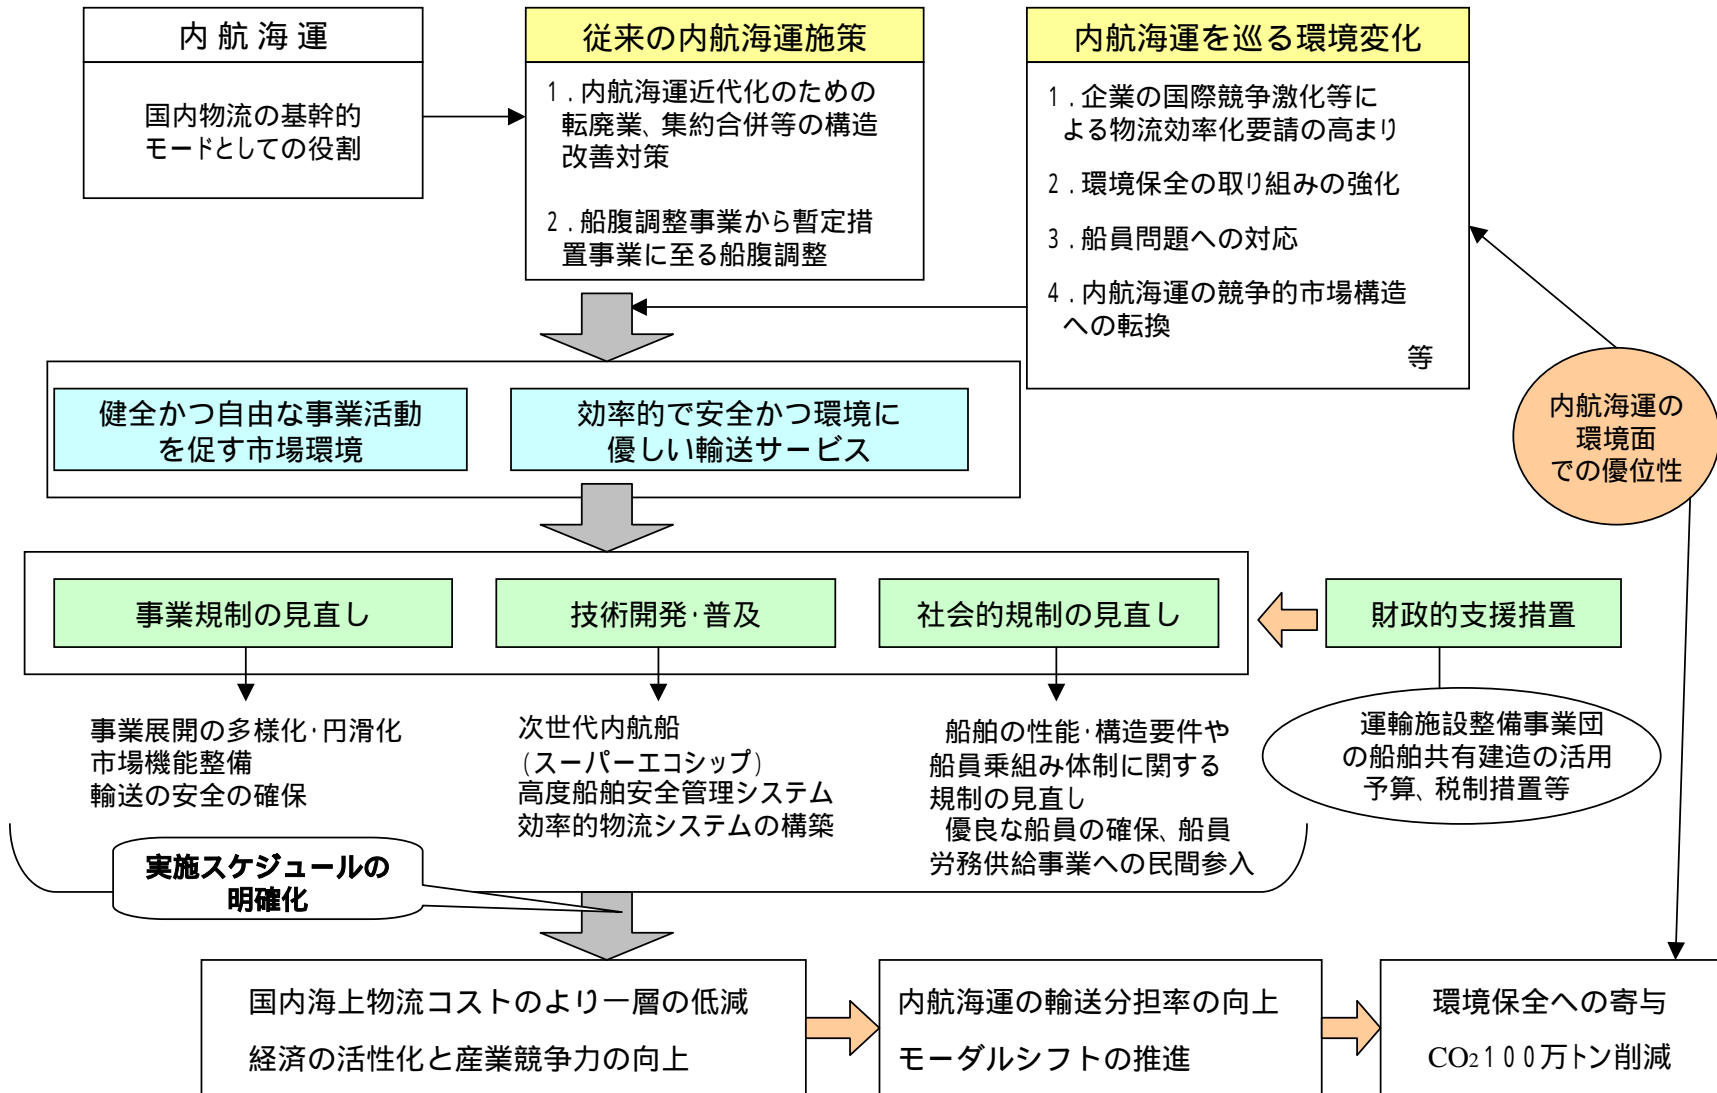 内航海運
国内物流の基幹的
モードとしての役割
従来の内航海運施策
1．内航海運近代化のための
転廃業、集約合併等の構造
改善対策
2．船腹調整事業から暫定措
置事業に至る船腹調整
内航海運を巡る環境変化
1．企業の国際競争激化等に
よる物流効率化要請の高まり
2．環境保全の取り組みの強化
3．船員問題への対応
4．内航海運の競争的市場構造
への転換
等
内航海運の
環境面
での優位性
健全かつ自由な事業活動
を促す市場環境
効率的で安全かつ環境に
優しい輸送サービス
事業規制の見直し
技術開発・普及
社会的規制の見直し
財政的支援措置
事業展開の多様化・円滑化
市場機能整備
輸送の安全の確保
次世代内航船
（スーパーエコシップ）
高度船舶安全管理システム
効率的物流システムの構築
船舶の性能・構造要件や
船員乗組み体制に関する
規制の見直し
優良な船員の確保、船員
労務供給事業への民間参入
運輸施設整備事業団
の船舶共有建造の活用
予算、税制措置等
実施スケジュールの
明確化
国内海上物流コストのより一層の低減
経済の活性化と産業競争力の向上
内航海運の輸送分担率の向上
モーダルシフトの推進
環境保全への寄与
CO2100万トン削減